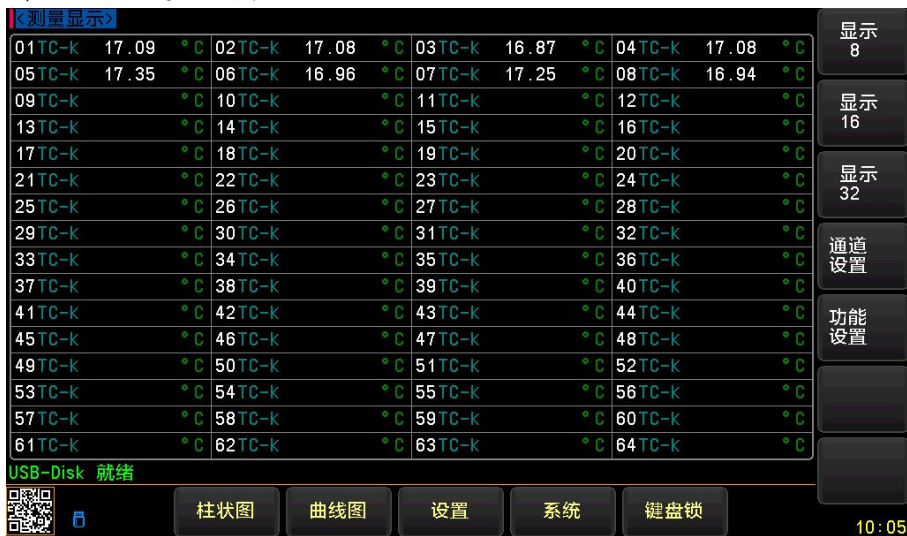 <测量显示>
01TC-K 17.09 °C 02TC-K 17.08 °C 03TC-K 16.87 °C 04TC-K 17.08 °C
05TC-K 17.35 °C 06TC-K 16.96 °C 07TC-K 17.25 °C 08TC-K 16.94 °C
09TC-K °C 10TC-K °C 11TC-K °C 12TC-K °C
13TC-K °C 14TC-K °C 15TC-K °C 16TC-K °C
17TC-K °C 18TC-K °C 19TC-K °C 20TC-K °C
21TC-K °C 22TC-K °C 23TC-K °C 24TC-K °C
25TC-K °C 26TC-K °C 27TC-K °C 28TC-K °C
29TC-K °C 30TC-K °C 31TC-K °C 32TC-K °C
33TC-K °C 34TC-K °C 35TC-K °C 36TC-K °C
37TC-K °C 38TC-K °C 39TC-K °C 40TC-K °C
41TC-K °C 42TC-K °C 43TC-K °C 44TC-K °C
45TC-K °C 46TC-K °C 47TC-K °C 48TC-K °C
49TC-K °C 50TC-K °C 51TC-K °C 52TC-K °C
53TC-K °C 54TC-K °C 55TC-K °C 56TC-K °C
57TC-K °C 58TC-K °C 59TC-K °C 60TC-K °C
61TC-K °C 62TC-K °C 63TC-K °C 64TC-K °C
USB-Disk 就绪
显示
8
显示
16
显示
32
通道
设置
功能
设置
柱状图 曲线图 设置 系统 键盘锁
10:05